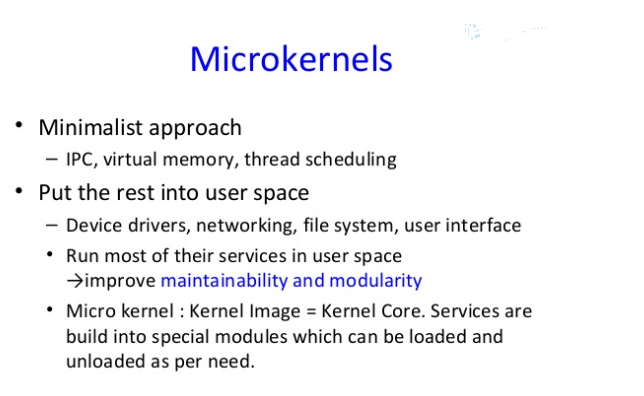 Microkernels
• Minimalist approach
– IPC, virtual memory, thread scheduling
• Put the rest into user space
– Device drivers, networking, file system, user interface
• Run most of their services in user space
→improve maintainability and modularity
• Micro kernel : Kernel Image = Kernel Core. Services are
build into special modules which can be loaded and
unloaded as per need.